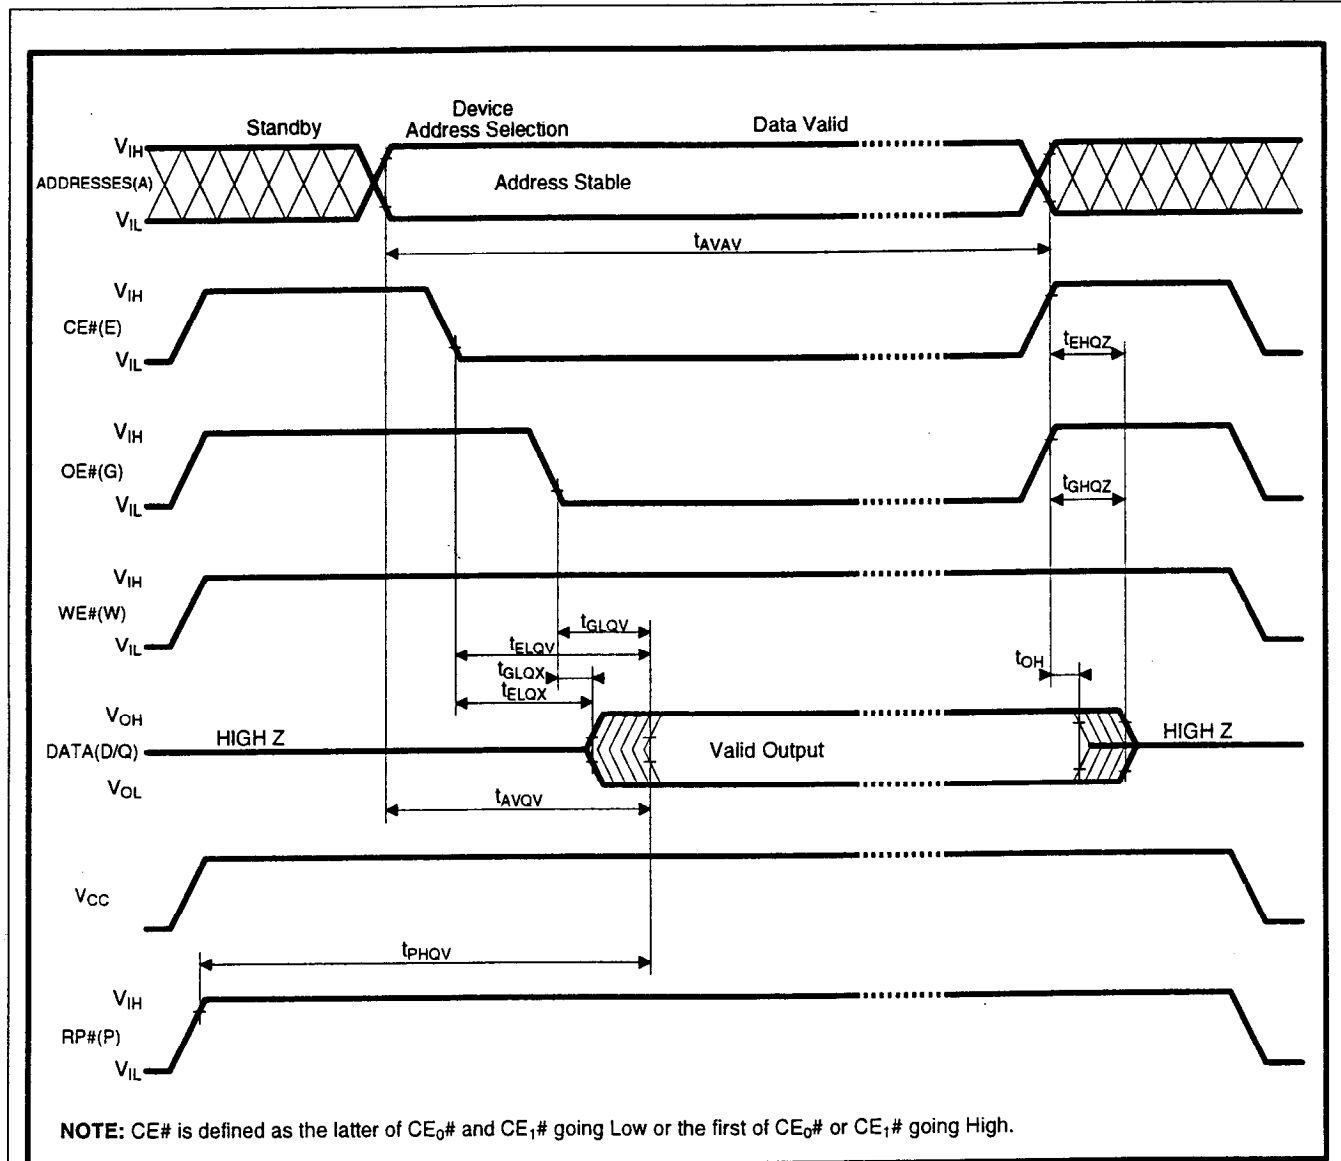 Device
Standby Address Selection Data Valid
VIH
ADDRESSES(A) Address Stable
VIL
tAVAV
VIH
CE#(E)
VIL
tEHQZ
VIH
OE#(G)
VIL
tGHQZ
VIH
WE#(W)
VIL
tGLQV
tELQV
tGLQX
tELQX
tOH
VOH
DATA(D/Q) HIGH Z Valid Output HIGH Z
VOL
tAVQV
VCC
tPHQV
VIH
RP#(P)
VIL
NOTE: CE# is defined as the latter of CE0# and CE1# going Low or the first of CE0# or CE1# going High.